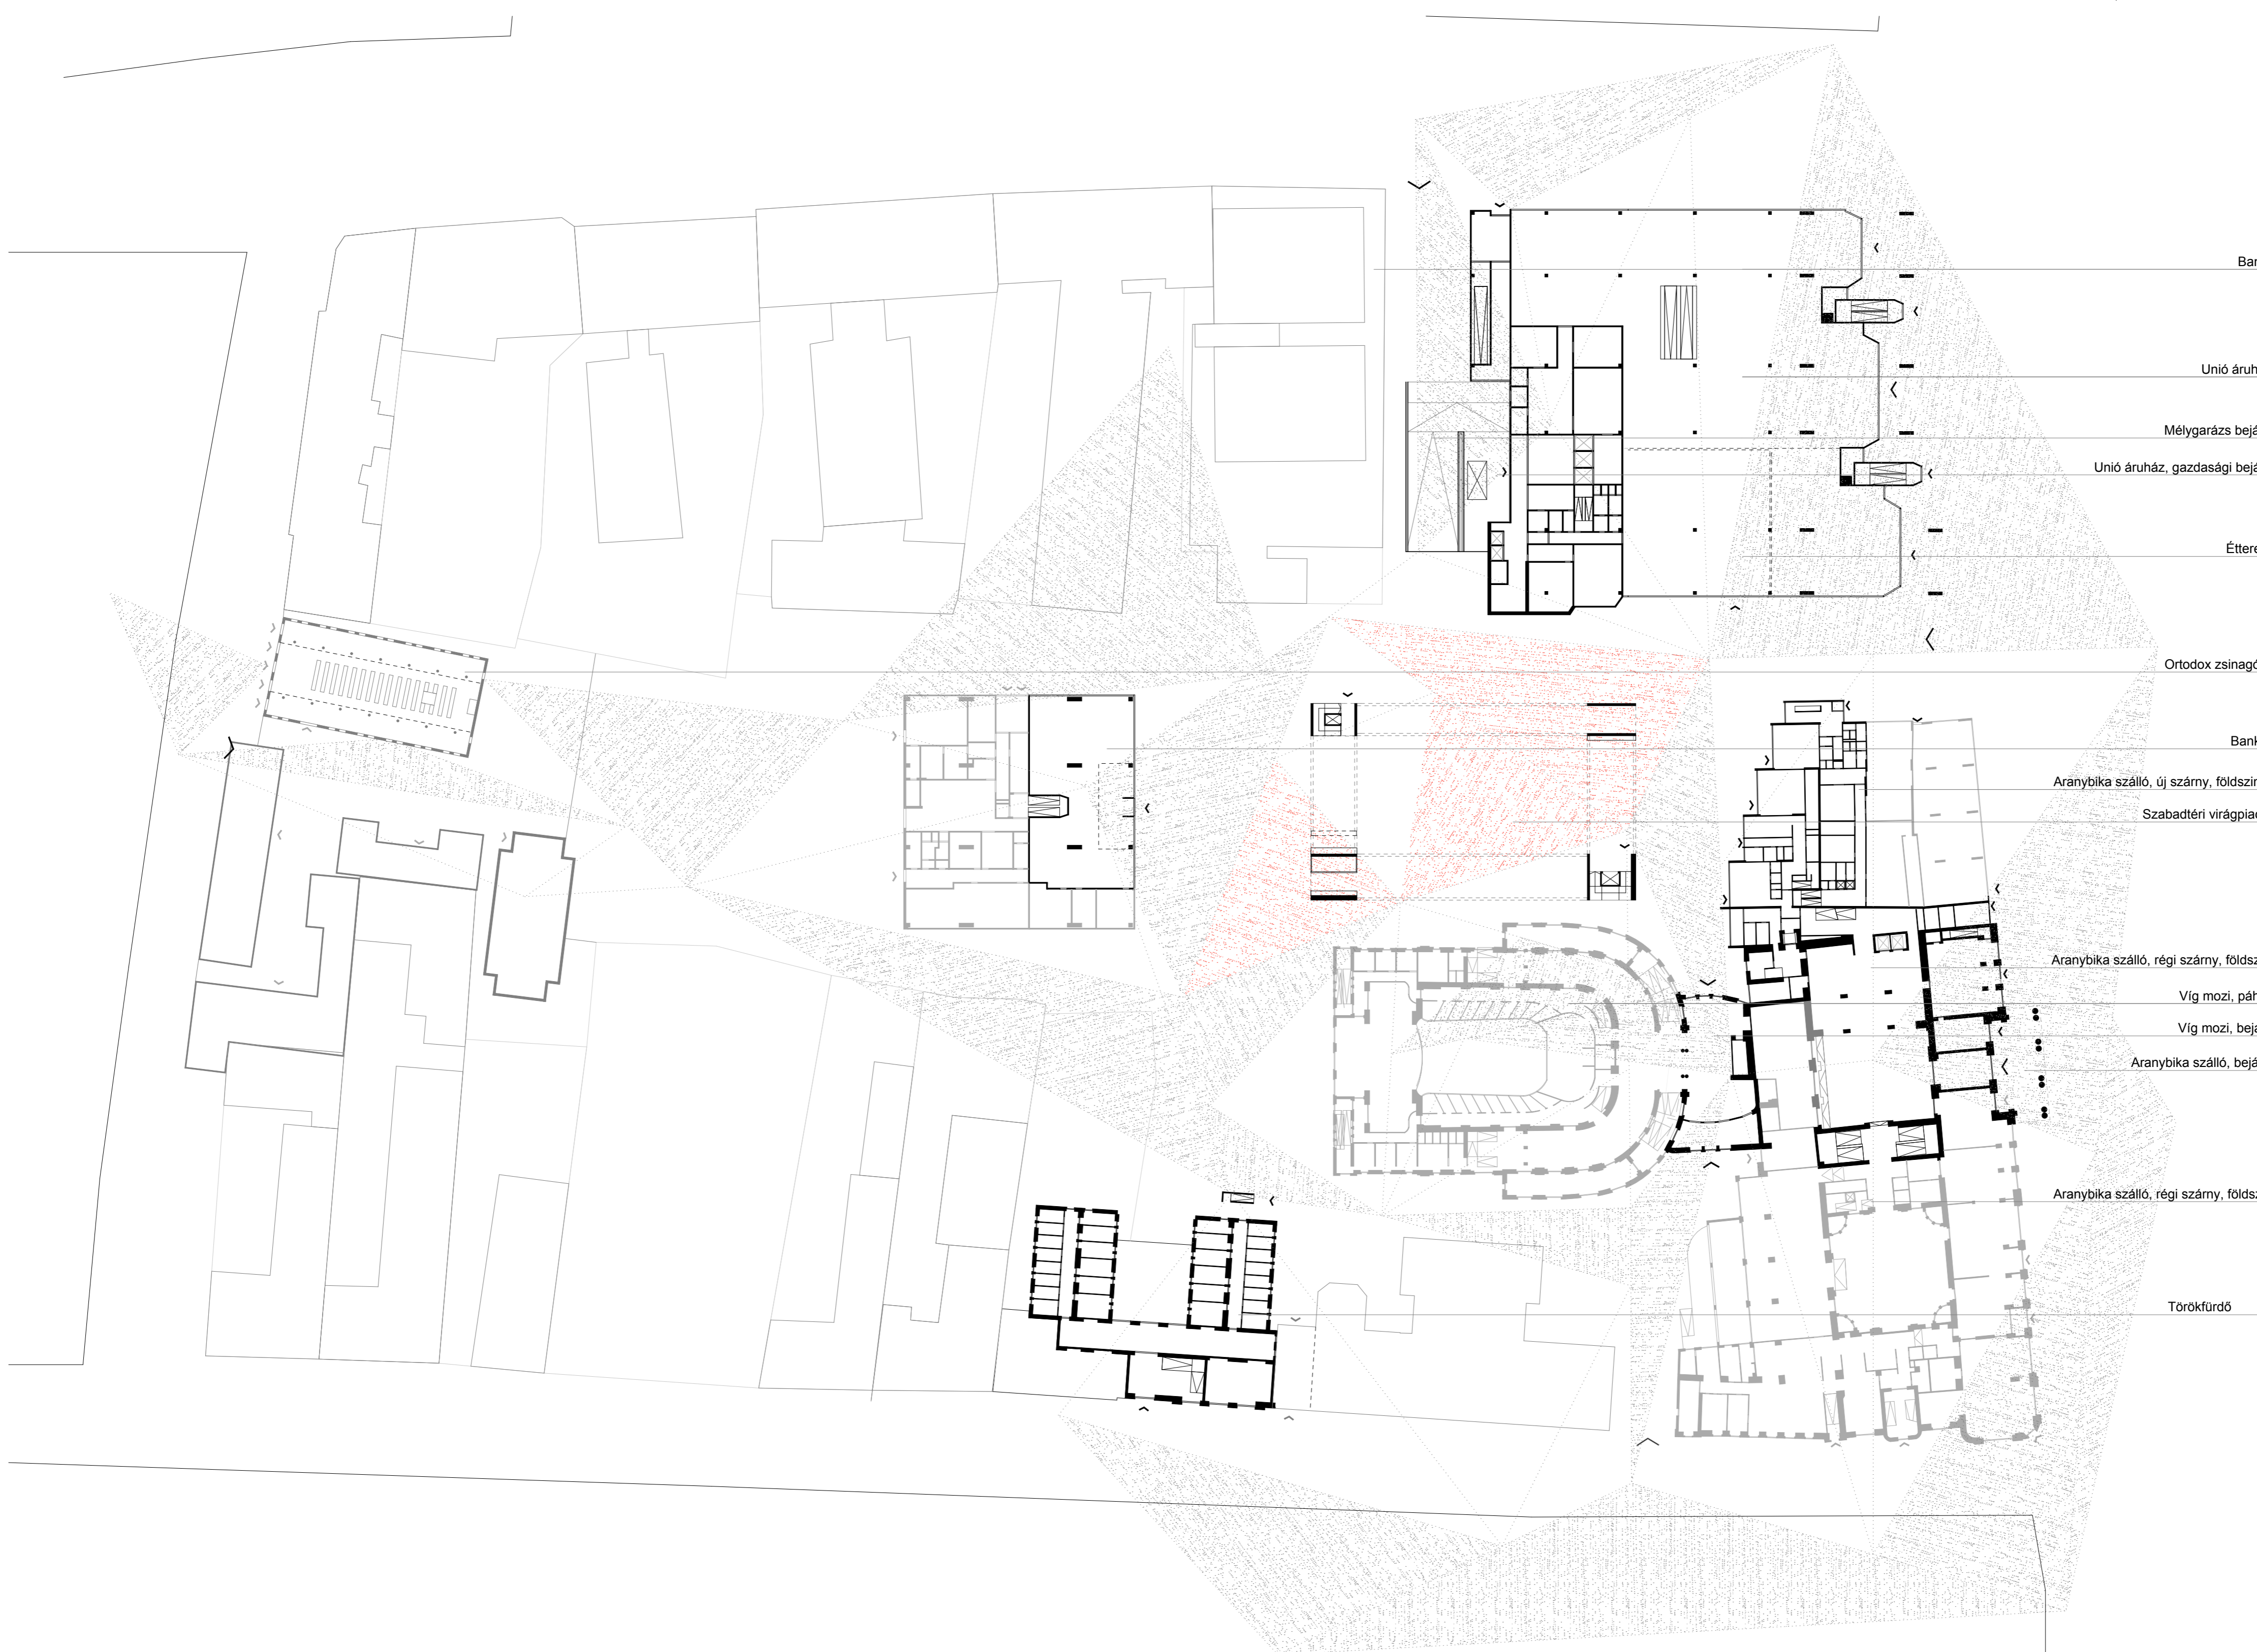 Ban
Unió áruh
Mélygarázs bejá
Unió áruház, gazdasági bejá
Éttere
Ortodox zsinagó
Bank
Aranybika szálló, új szárny, földszin
Szabadtéri virágpiac
Aranybika szálló, régi szárny, földsz
Víg mozi, páh
Víg mozi, bejá
Aranybika szálló, bejá
Aranybika szálló, régi szárny, földsz
Törökfürdő